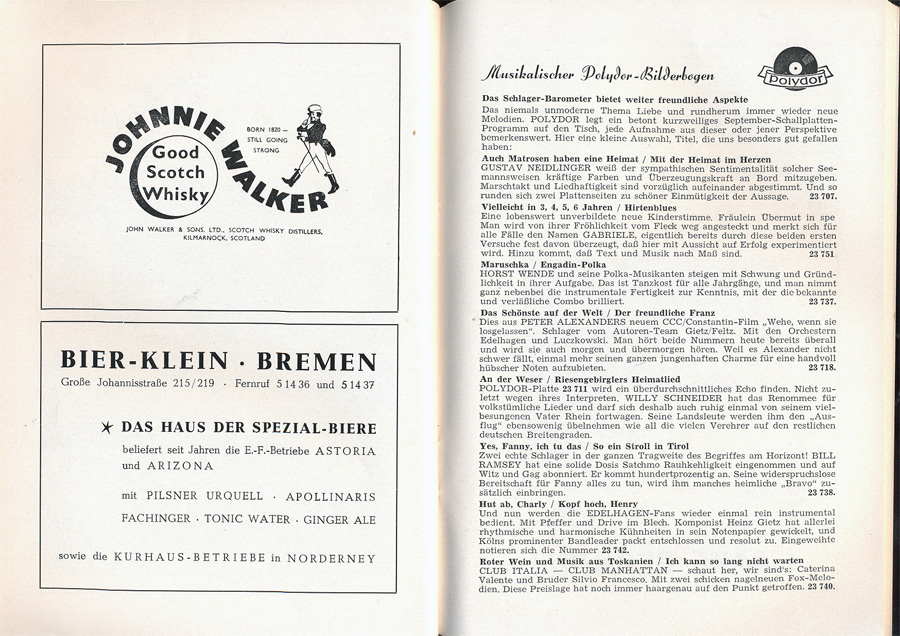 JOHNNIE WALKER
BORN 1820 —
STILL GOING
STRONG
Good
Scotch
Whisky
JOHN WALKER & SONS. LTD., SCOTCH WHISKY DISTILLERS,
KILMARNOCK, SCOTLAND
BIER-KLEIN · BREMEN
Große Johannisstraße 215/219 · Fernruf 5 14 36 und 5 14 37
DAS HAUS DER SPEZIAL-BIERE
beliefert seit Jahren die E.-F.-Betriebe ASTORIA
und ARIZONA
mit PILSNER URQUELL · APOLLINARIS
FACHINGER · TONIC WATER · GINGER ALE
sowie die KURHAUS-BETRIEBE in NORDERNEY
Musikalischer Polydor-Bilderbogen
polydor
Das Schlager-Barometer bietet weiter freundliche Aspekte
Das niemals unmoderne Thema Liebe und rundherum immer wieder neue
Melodien. POLYDOR legt ein betont kurzweiliges September-Schallplatten-
Programm auf den Tisch, jede Aufnahme aus dieser oder jener Perspektive
bemerkenswert. Hier eine kleine Auswahl, Titel, die uns besonders gut gefallen
haben:
Auch Matrosen haben eine Heimat / Mit der Heimat im Herzen
GUSTAV NEIDLINGER weiß der sympathischen Sentimentalität solcher See-
mannsweisen kräftige Farben und Überzeugungskraft an Bord mitzugeben.
Marschtakt und Liedhaftigkeit sind vorzüglich aufeinander abgestimmt. Und so
runden sich zwei Plattenseiten zu schöner Einmütigkeit der Aussage. 23 707.
Vielleicht in 3, 4, 5, 6 Jahren / Hirtenblues
Eine lobenswert unverbildete neue Kinderstimme. Fräulein Übermut in spe
Man wird von ihrer Fröhlichkeit vom Fleck weg angesteckt und merkt sich für
alle Fälle den Namen GABRIELE, eigentlich bereits durch diese beiden ersten
Versuche fest davon überzeugt, daß hier mit Aussicht auf Erfolg experimentiert
wird. Hinzu kommt, daß Text und Musik nach Maß sind. 23 751
Maruschka / Engadin-Polka
HORST WENDE und seine Polka-Musikanten steigen mit Schwung und Gründ-
lichkeit in ihrer Aufgabe. Das ist Tanzkost für alle Jahrgänge, und man nimmt
ganz nebenbei die instrumentale Fertigkeit zur Kenntnis, mit der die bekannte
und verläßliche Combo brilliert. 23 737.
Das Schönste auf der Welt / Der freundliche Franz
Dies aus PETER ALEXANDERS neuem CCC/Constantin-Film „Wehe, wenn sie
losgelassen“. Schlager vom Autoren-Team Gietz/Feltz. Mit den Orchestern
Edelhagen und Luczkowski. Man hört beide Nummern heute bereits überall
und wird sie auch morgen und übermorgen hören. Weil es Alexander nicht
schwer fällt, einmal mehr seinen ganzen jungenhaften Charme für eine handvoll
hübscher Noten aufzubieten. 23 718.
An der Weser / Riesengebirglers Heimatlied
POLYDOR-Platte 23 711 wird ein überdurchschnittliches Echo finden. Nicht zu-
letzt wegen ihres Interpreten, WILLY SCHNEIDER hat das Renommée für
volkstümliche Lieder und darf sich deshalb auch ruhig einmal von seinem viel-
besungenen Vater Rhein fortwagen. Seine Landsleute werden ihm den „Aus-
flug“ ebensowenig übelnehmen wie all die vielen Verehrer auf den restlichen
deutschen Breitengraden.
Yes, Fanny, ich tu das / So ein Stroll in Tirol
Zwei echte Schlager in der ganzen Tragweite des Begriffes am Horizont! BILL
RAMSEY hat eine solide Dosis Satchmo Rauhkehligkeit eingenommen und auf
Witz und Gag abonniert. Er kommt hundertprozentig an. Seine widerspruchslose
Bereitschaft für Fanny alles zu tun, wird ihm manches heimliche „Bravo“ zu-
sätzlich einbringen. 23 738.
Hut ab, Charly / Kopf hoch, Henry
Und nun werden die EDELHAGEN-Fans wieder einmal rein instrumental
bedient. Mit Pfeffer und Drive im Blech. Komponist Heinz Gietz hat allerlei
rhythmische und harmonische Kühnheiten in sein Notenpapier gewickelt, und
Kölns prominenter Bandleader packt entschlossen und resolut zu. Eingeweihte
notieren sich die Nummer 23 742.
Roter Wein und Musik aus Toskanien / Ich kann so lang nicht warten
CLUB ITALIA — CLUB MANHATTAN — schaut her, wir sind's: Caterina
Valente und Bruder Silvio Francesco. Mit zwei schicken nagelneuen Fox-Melo-
dien. Diese Preislage hat noch immer haargenau auf den Punkt getroffen. 23 740.